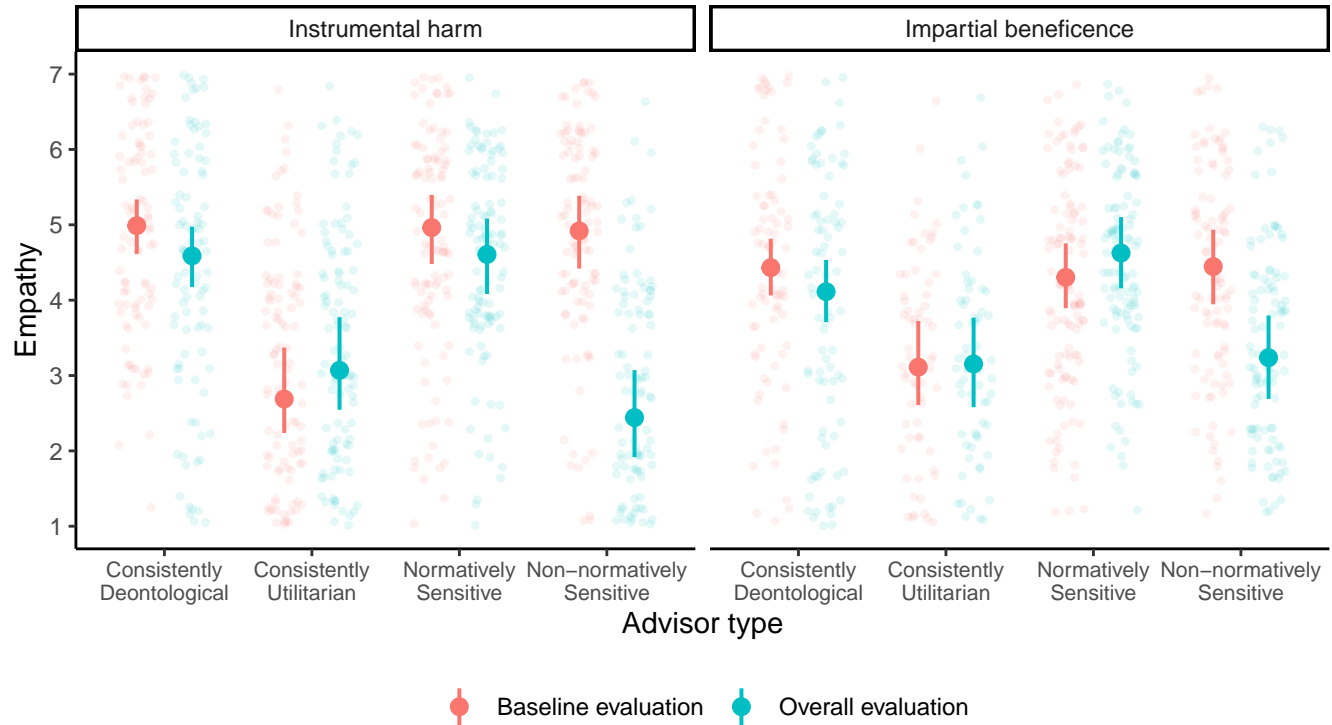 Instrumental harm
Impartial beneficence
Empathy
7
6
5
4
3
2
1
Consistently
Deontological
Consistently
Utilitarian
Normatively
Sensitive
Non−normatively
Sensitive
Consistently
Deontological
Consistently
Utilitarian
Normatively
Sensitive
Non−normatively
Sensitive
Advisor type
Baseline evaluation
Overall evaluation